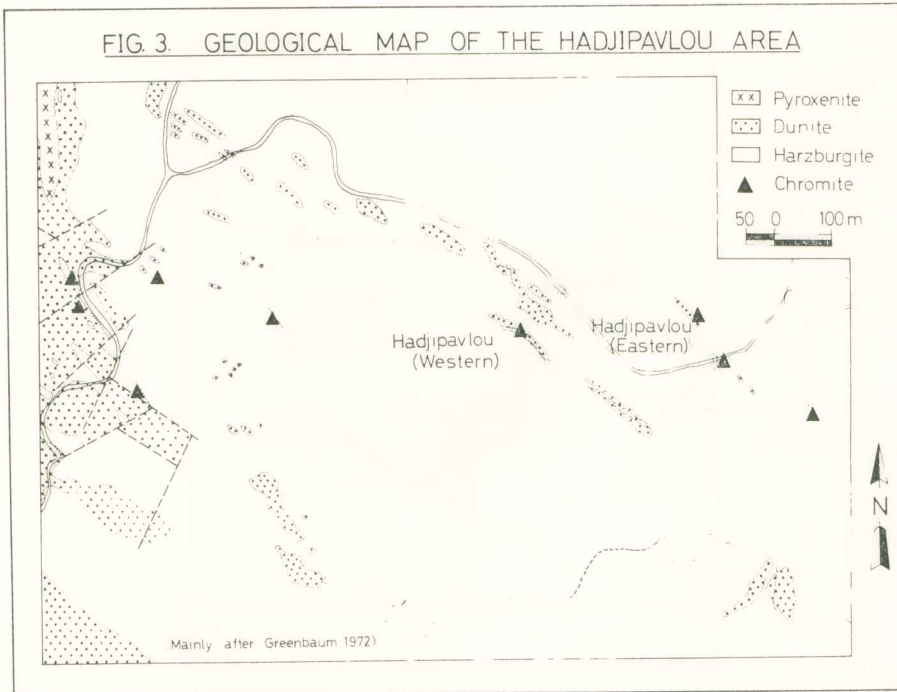 FIG. 3. GEOLOGICAL MAP OF THE HADJIPAVLOU AREA
xx Pyroxenite
Dunite
Harzburgite
Chromite
50 0 100 m
Hadjipavlou
(Western)
Hadjipavlou
(Eastern)
N
Mainly after Greenbaum 1972)